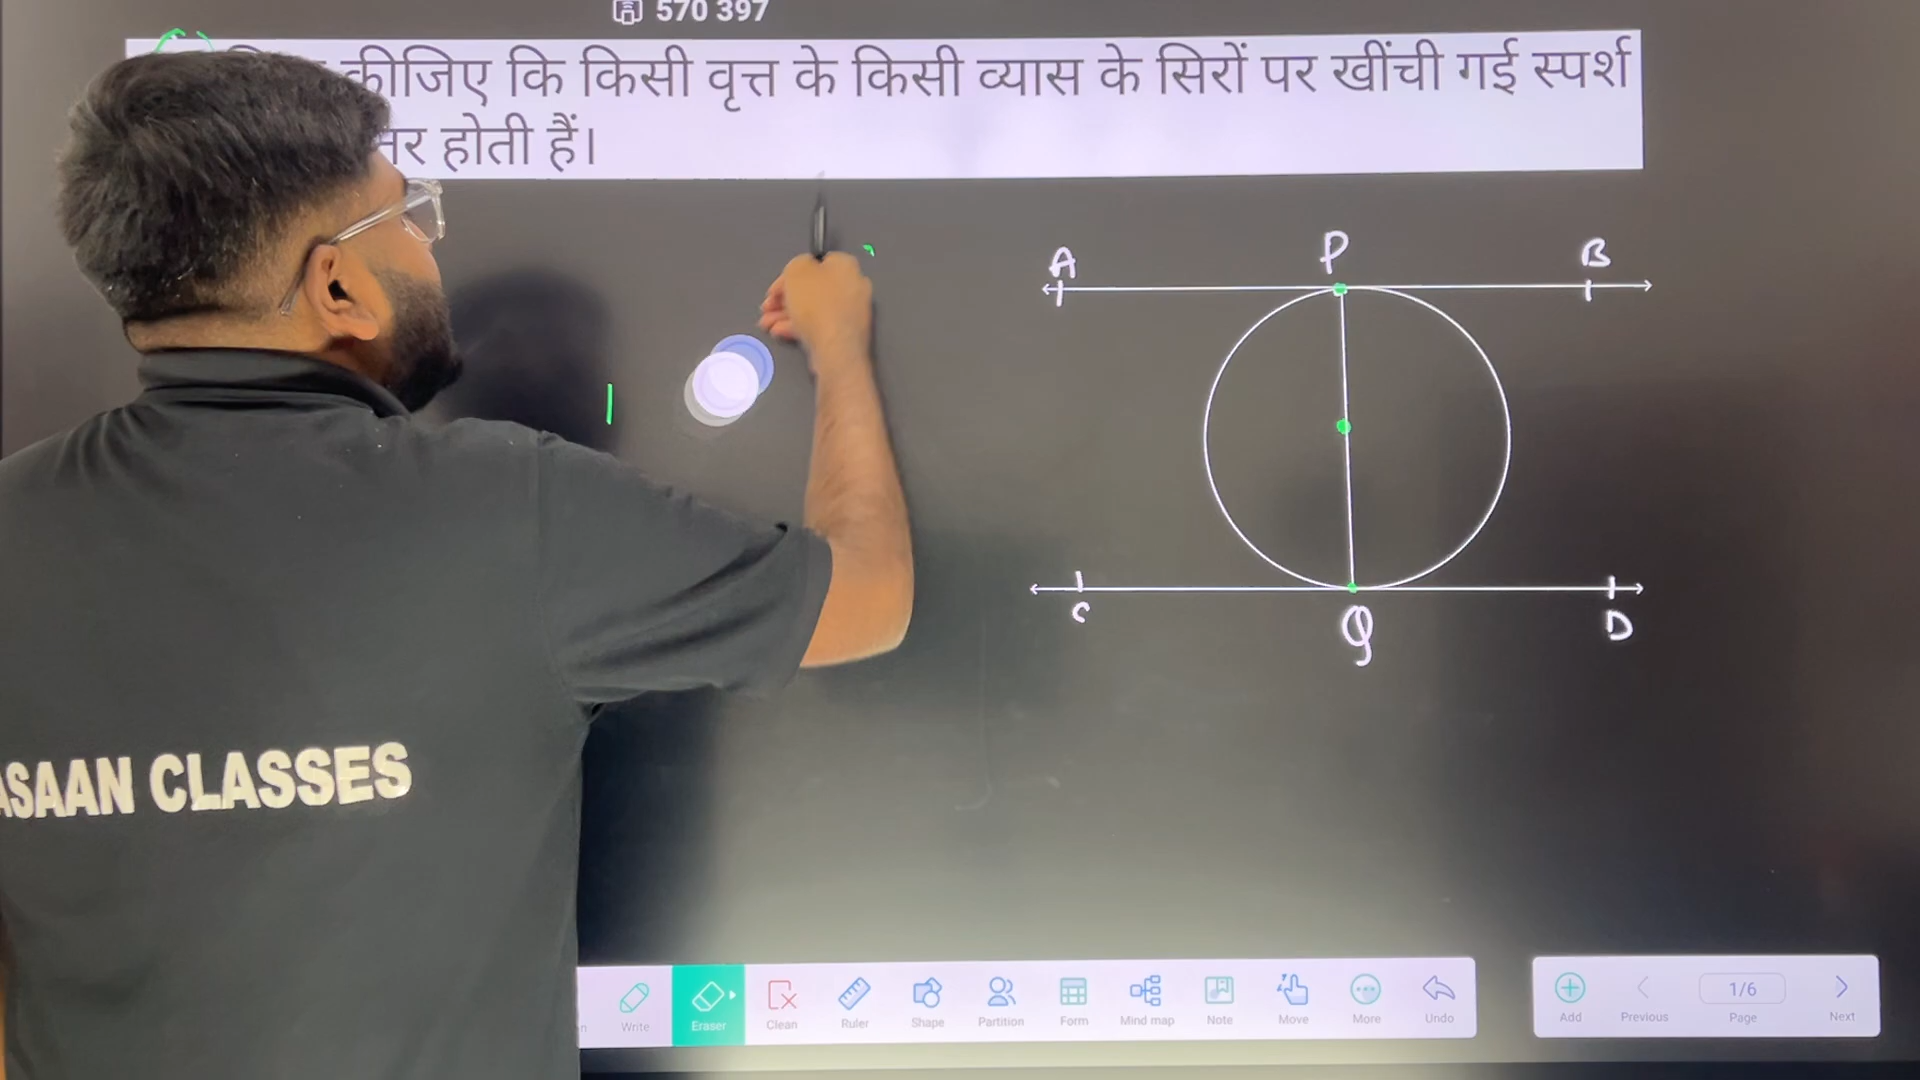 570 397
कीजिए कि किसी वृत्त के किसी व्यास के सिरों पर खींची गई स्पर्श
होती हैं।
A P B
C Q D
ASAAN CLASSES
Write Eraser Clean Ruler Shape Partition Form Mind map Note Move More Undo
Add Previous 1/6 Page Next